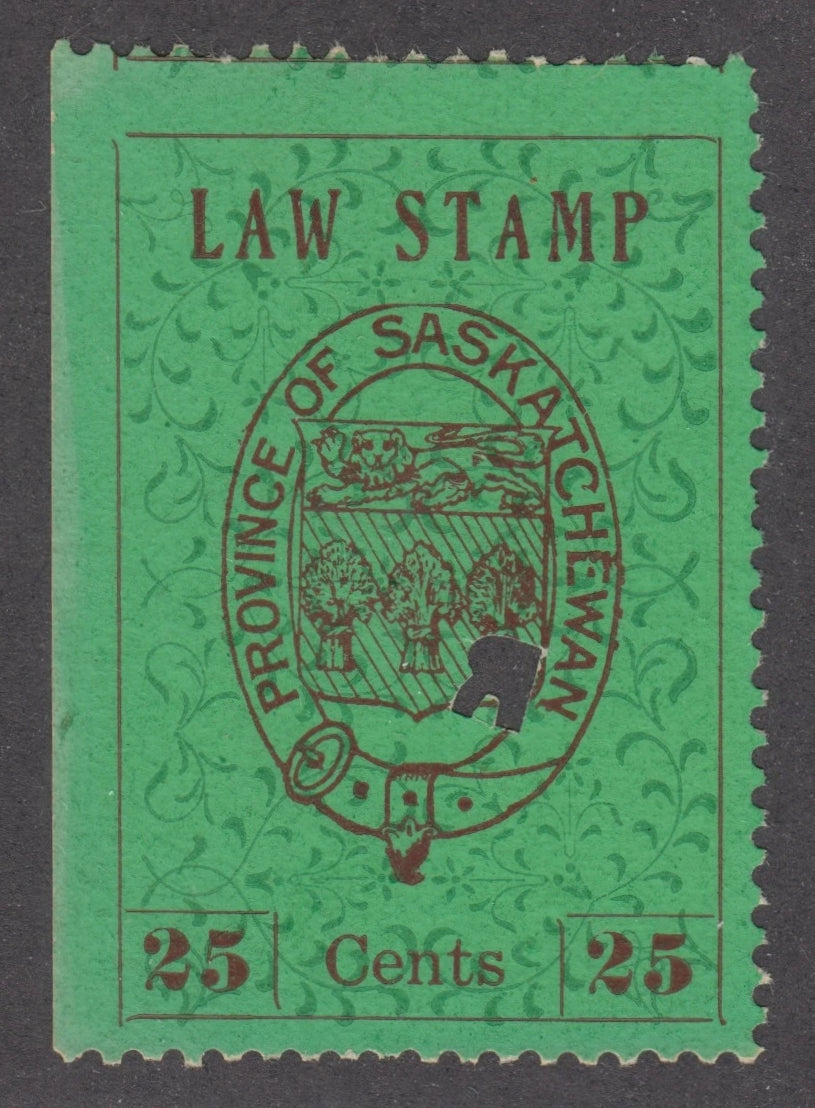 LAW STAMP
PROVINCE OF SASKATCHEWAN
25 Cents 25